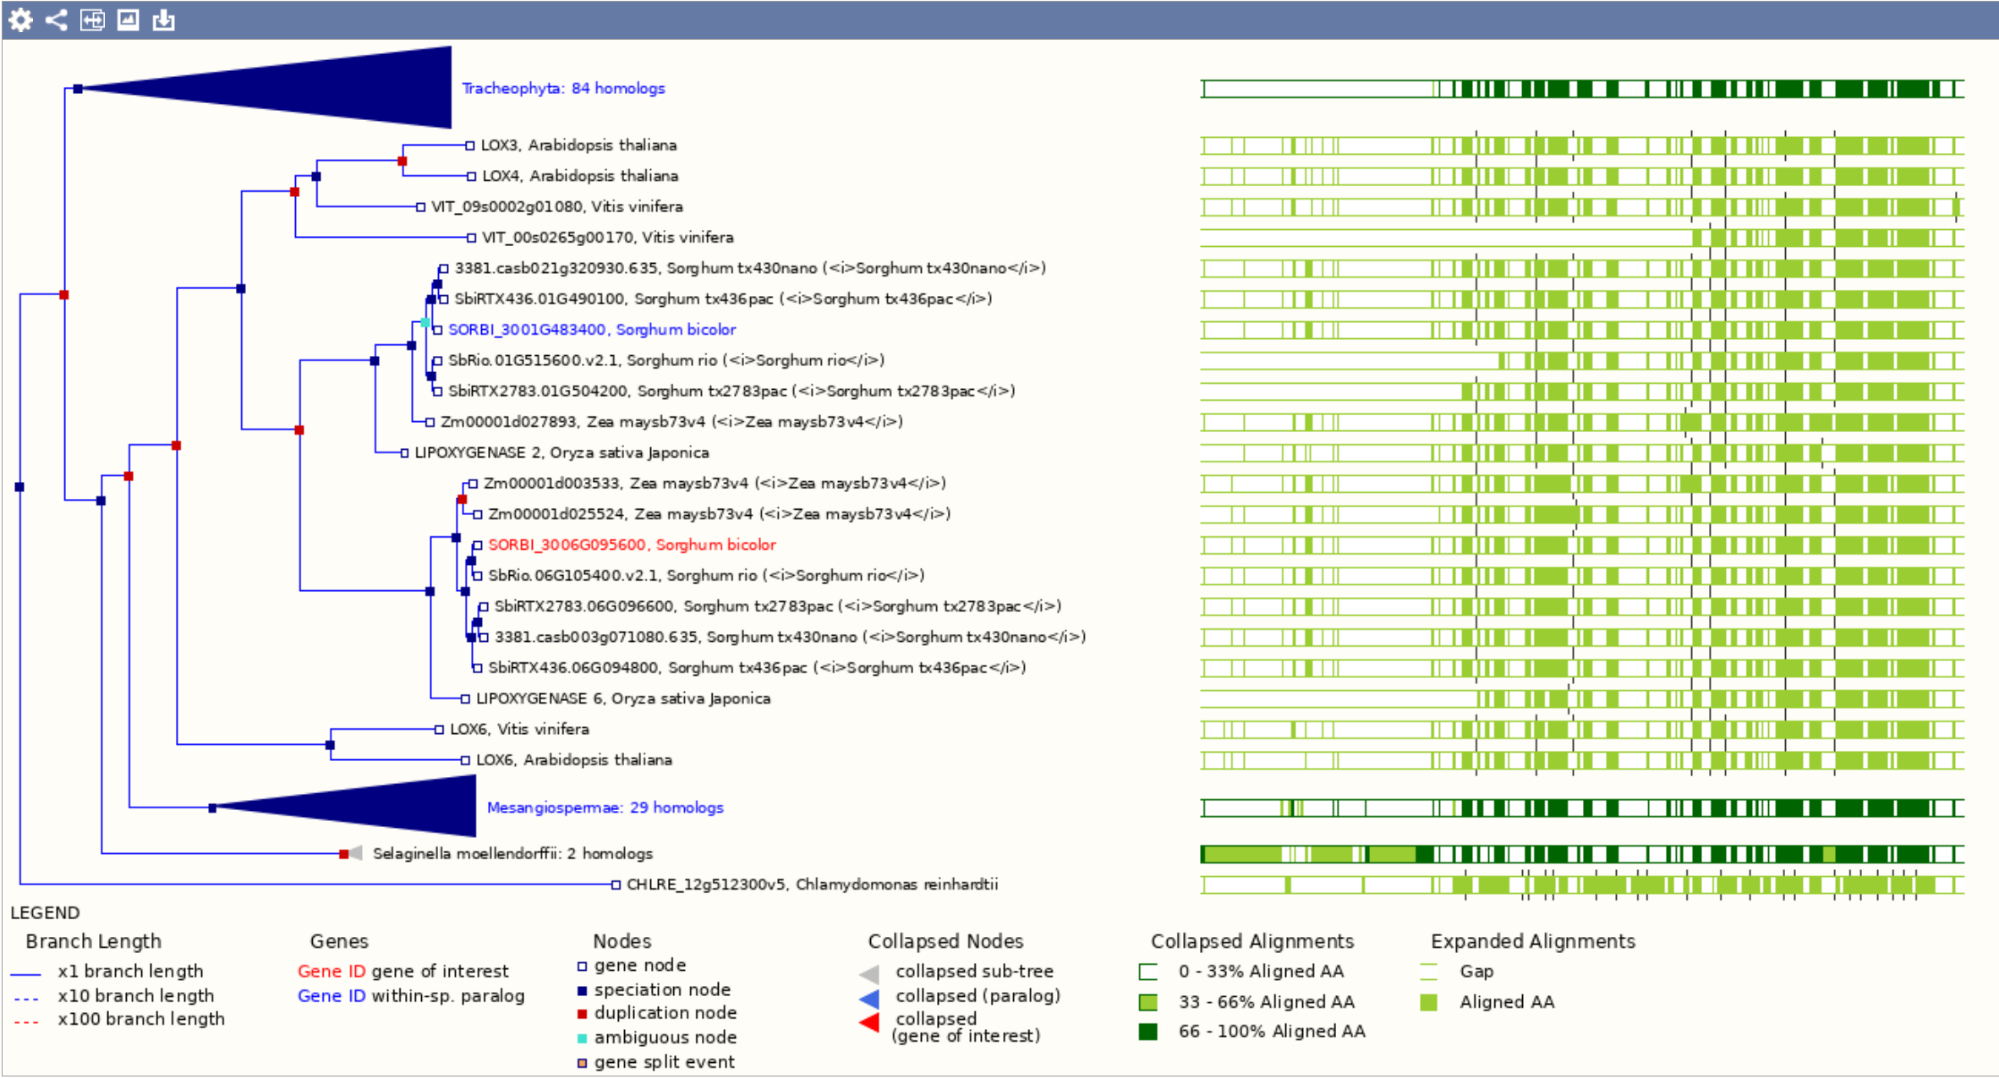 Tracheophyta: 84 homologs
LOX3, Arabidopsis thaliana
LOX4, Arabidopsis thaliana
VIT_09s0002g01080, Vitis vinifera
VIT_00s0265g00170, Vitis vinifera
3381.casb021g320930.635, Sorghum tx430nano (<i>Sorghum tx430nano</i>)
SbiRTX436.01G490100, Sorghum tx436pac (<i>Sorghum tx436pac</i>)
SORBI_3001G483400, Sorghum bicolor
SbRio.01G515600.v2.1, Sorghum rio (<i>Sorghum rio</i>)
SbiRTX2783.01G504200, Sorghum tx2783pac (<i>Sorghum tx2783pac</i>)
Zm00001d027893, Zea maysb73v4 (<i>Zea maysb73v4</i>)
LIPOXYGENASE 2, Oryza sativa Japonica
Zm00001d003533, Zea maysb73v4 (<i>Zea maysb73v4</i>)
Zm00001d025524, Zea maysb73v4 (<i>Zea maysb73v4</i>)
SORBI_3006G095600, Sorghum bicolor
SbRio.06G105400.v2.1, Sorghum rio (<i>Sorghum rio</i>)
SbiRTX2783.06G096600, Sorghum tx2783pac (<i>Sorghum tx2783pac</i>)
3381.casb003g071080.635, Sorghum tx430nano (<i>Sorghum tx430nano</i>)
SbiRTX436.06G094800, Sorghum tx436pac (<i>Sorghum tx436pac</i>)
LIPOXYGENASE 6, Oryza sativa Japonica
LOX6, Vitis vinifera
LOX6, Arabidopsis thaliana
Mesangiospermae: 29 homologs
Selaginella moellendorffii: 2 homologs
CHLRE_12g512300v5, Chlamydomonas reinhardtii
LEGEND
Branch Length
x1 branch length
x10 branch length
x100 branch length
Genes
Gene ID gene of interest
Gene ID within-sp. paralog
Nodes
gene node
speciation node
duplication node
ambiguous node
gene split event
Collapsed Nodes
collapsed sub-tree
collapsed (paralog)
collapsed
(gene of interest)
Collapsed Alignments
0 - 33% Aligned AA
33 - 66% Aligned AA
66 - 100% Aligned AA
Expanded Alignments
Gap
Aligned AA